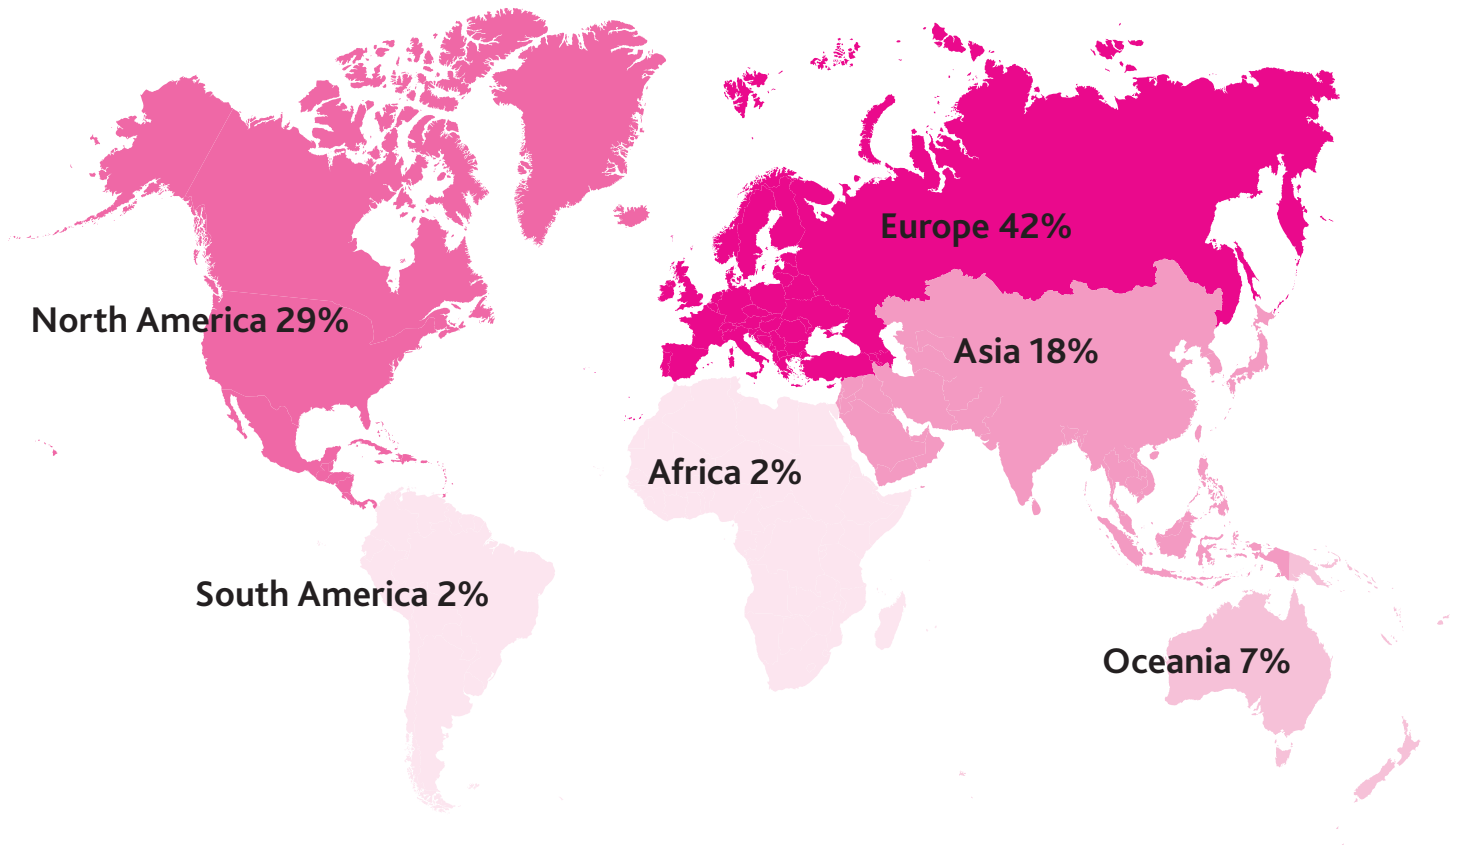 Europe 42%
North America 29%
Asia 18%
Africa 2%
South America 2%
Oceania 7%